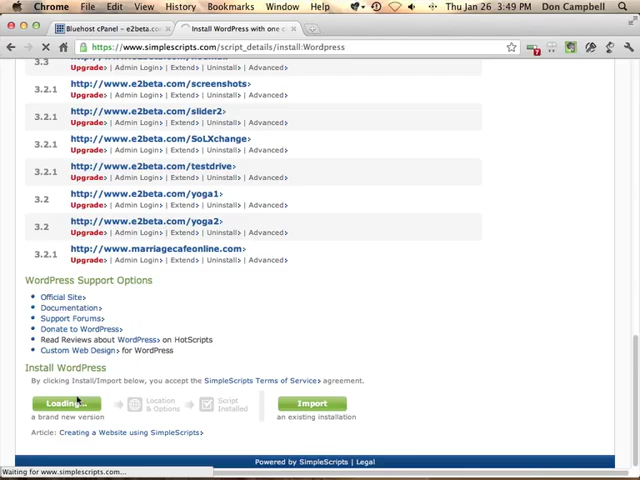 Chrome File Edit View History Bookmarks Window Help Thu Jan 26 3:49 PM Don Campbell
Bluehost cPanel – e2beta.co
Install WordPress with one c
https://www.simplescripts.com/script_details/install:Wordpress
3.3
Upgrade> | Admin Login> | Extend> | Uninstall> | Advanced>
3.2.1 http://www.e2beta.com/screenshots>
Upgrade> | Admin Login> | Extend> | Uninstall> | Advanced>
3.2.1 http://www.e2beta.com/slider2>
Upgrade> | Admin Login> | Extend> | Uninstall> | Advanced>
3.2.1 http://www.e2beta.com/SoLXchange>
Upgrade> | Admin Login> | Extend> | Uninstall> | Advanced>
3.2.1 http://www.e2beta.com/testdrive>
Upgrade> | Admin Login> | Extend> | Uninstall> | Advanced>
3.2 http://www.e2beta.com/yoga1>
Upgrade> | Admin Login> | Extend> | Uninstall> | Advanced>
3.2 http://www.e2beta.com/yoga2>
Upgrade> | Admin Login> | Extend> | Uninstall> | Advanced>
3.2.1 http://www.marriagecafeonline.com>
Upgrade> | Admin Login> | Extend> | Uninstall> | Advanced>
WordPress Support Options
Official Site>
Documentation>
Support Forums>
Donate to WordPress>
Read Reviews about WordPress> on HotScripts
Custom Web Design> for WordPress
Install WordPress
By clicking Install/Import below, you accept the SimpleScripts Terms of Service> agreement.
Loading... Location & Options Script Installed Import
a brand new version an existing installation
Article: Creating a Website using SimpleScripts>
Powered by SimpleScripts | Legal
Waiting for www.simplescripts.com...